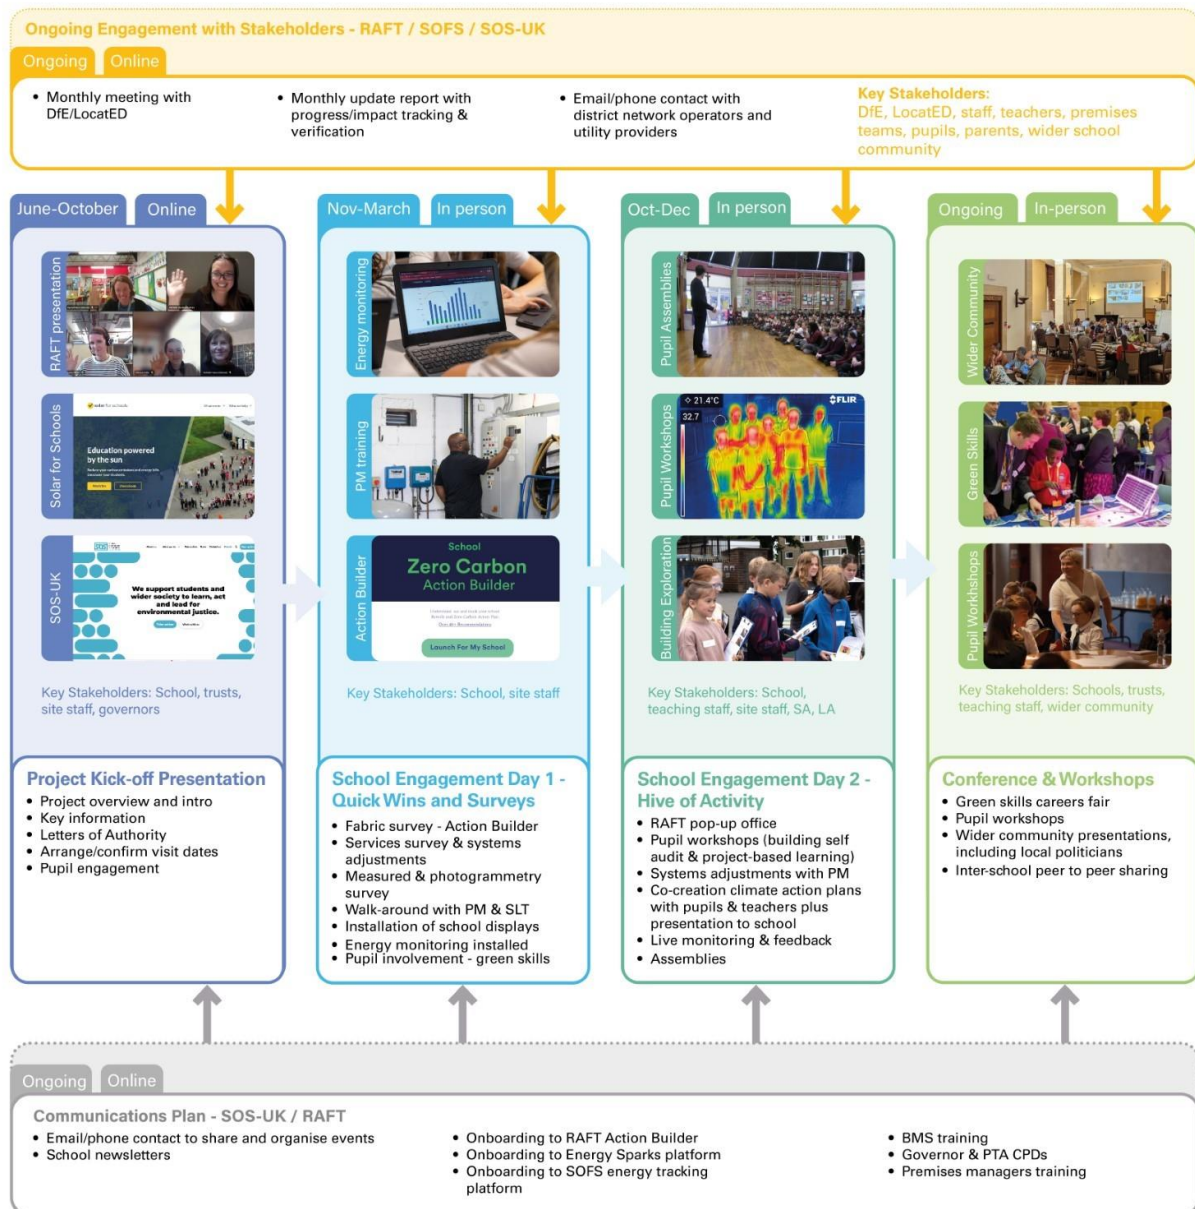 Ongoing Engagement with Stakeholders - RAFT / SOFS / SOS-UK
Ongoing
Online
• Monthly meeting with
DfE/LocatED
• Monthly update report with
progress/impact tracking &
verification
• Email/phone contact with
district network operators and
utility providers
Key Stakeholders:
DfE, LocatED, staff, teachers, premises
teams, pupils, parents, wider school
community
June-October
Online
RAFT presentation
Solar for Schools
solar for schools
Education powered
by the sun
SOS-UK
We support students and
wider society to learn, act
and lead for
environmental justice.
Key Stakeholders: School, trusts,
site staff, governors
Project Kick-off Presentation
• Project overview and intro
• Key information
• Letters of Authority
• Arrange/confirm visit dates
• Pupil engagement
Nov-March
In person
Energy monitoring
PM training
Action Builder
School
Zero Carbon
Action Builder
Launch For My School
Key Stakeholders: School, site staff
School Engagement Day 1 -
Quick Wins and Surveys
• Fabric survey - Action Builder
• Services survey & systems
adjustments
• Measured & photogrammetry
survey
• Walk-around with PM & SLT
• Installation of school displays
• Energy monitoring installed
• Pupil involvement - green skills
Oct-Dec
In person
Pupil Assemblies
Pupil Workshops
21.4°C
32.7
FLIR
Building Exploration
Key Stakeholders: School,
teaching staff, site staff, SA, LA
School Engagement Day 2 -
Hive of Activity
• RAFT pop-up office
• Pupil workshops (building self
audit & project-based learning)
• Systems adjustments with PM
• Co-creation climate action plans
with pupils & teachers plus
presentation to school
• Live monitoring & feedback
• Assemblies
Ongoing
In-person
Wider Community
Green Skills
Pupil Workhshops
Key Stakeholders: Schools, trusts,
teaching staff, wider community
Conference & Workshops
• Green skills careers fair
• Pupil workshops
• Wider community presentations,
including local politicians
• Inter-school peer to peer sharing
Ongoing
Online
Communications Plan - SOS-UK / RAFT
• Email/phone contact to share and organise events
• School newsletters
• Onboarding to RAFT Action Builder
• Onboarding to Energy Sparks platform
• Onboarding to SOFS energy tracking
platform
• BMS training
• Governor & PTA CPDs
• Premises managers training